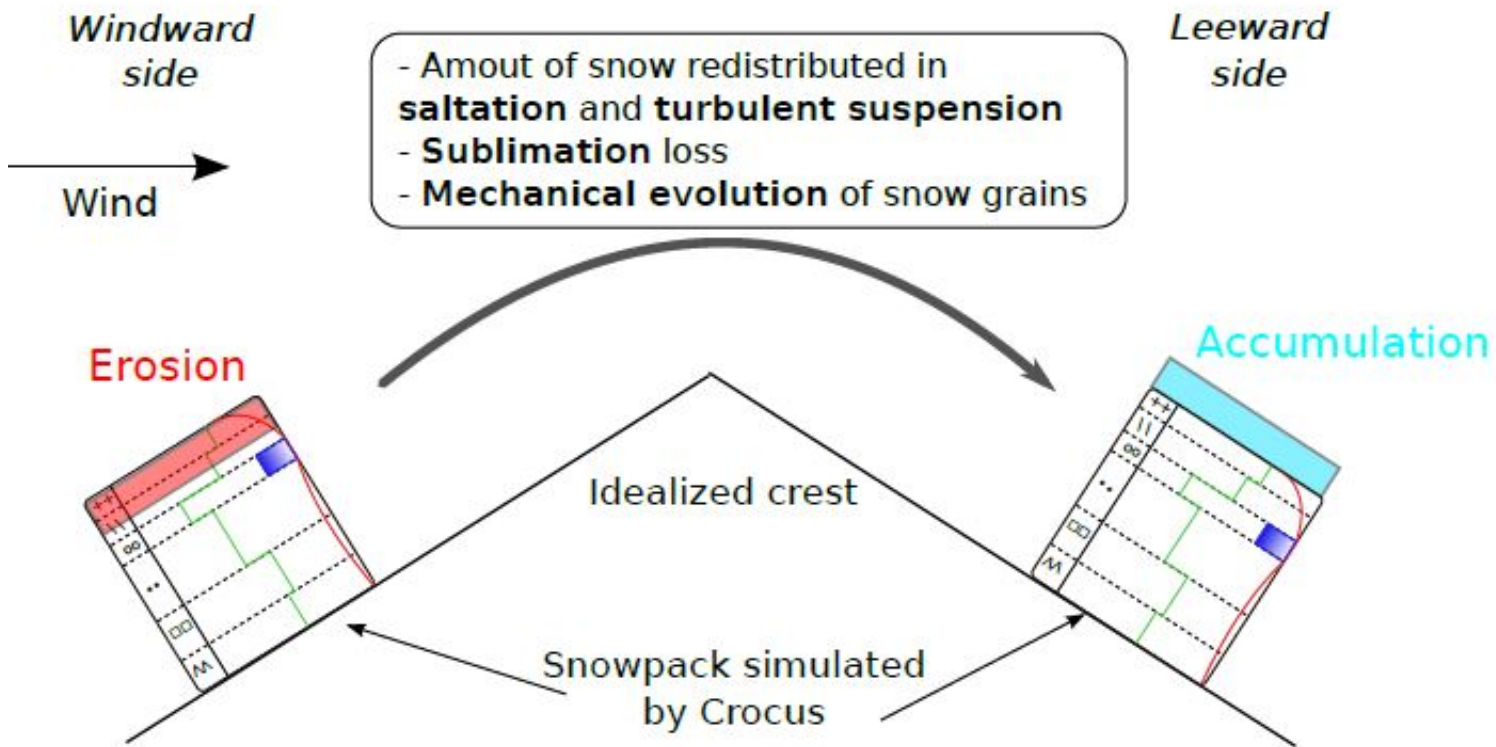 Windward
side
- Amout of snow redistributed in
saltation and turbulent suspension
- Sublimation loss
- Mechanical evolution of snow grains
Leeward
side
Wind
Erosion
Accumulation
Idealized crest
Snowpack simulated
by Crocus